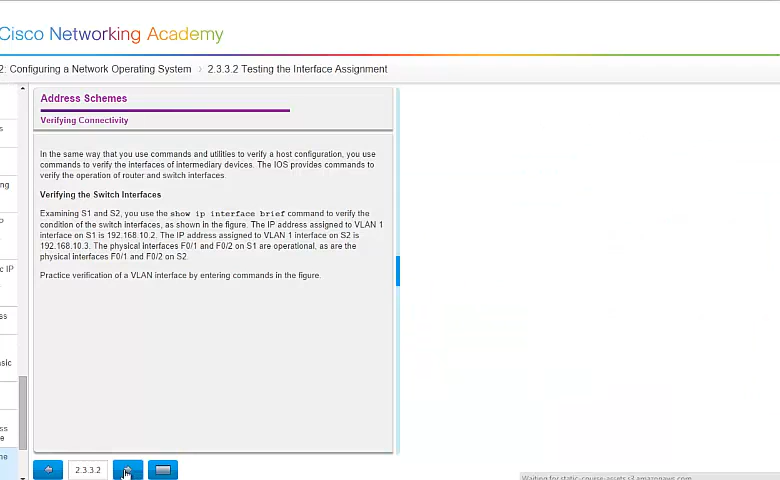 Cisco Networking Academy
2: Configuring a Network Operating System › 2.3.3.2 Testing the Interface Assignment
Address Schemes
Verifying Connectivity
In the same way that you use commands and utilities to verify a host configuration, you use
commands to verify the interfaces of intermediary devices. The IOS provides commands to
verify the operation of router and switch interfaces.
Verifying the Switch Interfaces
Examining S1 and S2, you use the show ip interface brief command to verify the
condition of the switch interfaces, as shown in the figure. The IP address assigned to VLAN 1
interface on S1 is 192.168.10.2. The IP address assigned to VLAN 1 interface on S2 is
192.168.10.3. The physical interfaces F0/1 and F0/2 on S1 are operational, as are the
physical interfaces F0/1 and F0/2 on S2.
Practice verification of a VLAN interface by entering commands in the figure.
2.3.3.2
Waiting for static-course-assets.s3.amazonaws.com